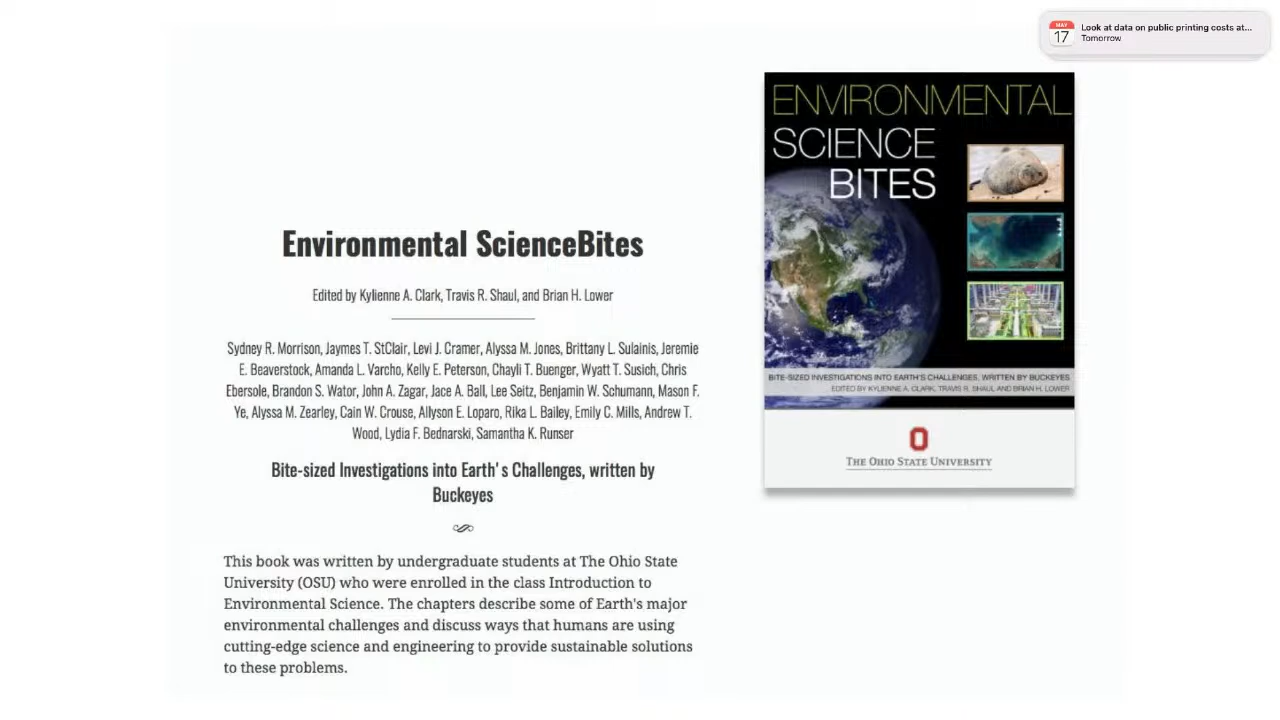 Look at data on public printing costs at...
Tomorrow
MAY
17
ENVIRONMENTAL
SCIENCE
BITES
BITE-SIZED INVESTIGATIONS INTO EARTH'S CHALLENGES, WRITTEN BY BUCKEYES
EDITED BY KYLIENNE A. CLARK, TRAVIS R. SHAUL AND BRIAN H. LOWER
THE OHIO STATE UNIVERSITY
Environmental ScienceBites
Edited by Kylienne A. Clark, Travis R. Shaul, and Brian H. Lower
Sydney R. Morrison, Jaymes T. StClair, Levi J. Cramer, Alyssa M. Jones, Brittany L. Sulainis, Jeremie
E. Beaverstock, Amanda L. Varcho, Kelly E. Peterson, Chayli T. Buenger, Wyatt T. Susich, Chris
Ebersole, Brandon S. Wator, John A. Zagar, Jace A. Ball, Lee Seitz, Benjamin W. Schumann, Mason F.
Ye, Alyssa M. Zearley, Cain W. Crouse, Allyson E. Loparo, Rika L. Bailey, Emily C. Mills, Andrew T.
Wood, Lydia F. Bednarski, Samantha K. Runser
Bite-sized Investigations into Earth's Challenges, written by
Buckeyes
This book was written by undergraduate students at The Ohio State
University (OSU) who were enrolled in the class Introduction to
Environmental Science. The chapters describe some of Earth's major
environmental challenges and discuss ways that humans are using
cutting-edge science and engineering to provide sustainable solutions
to these problems.